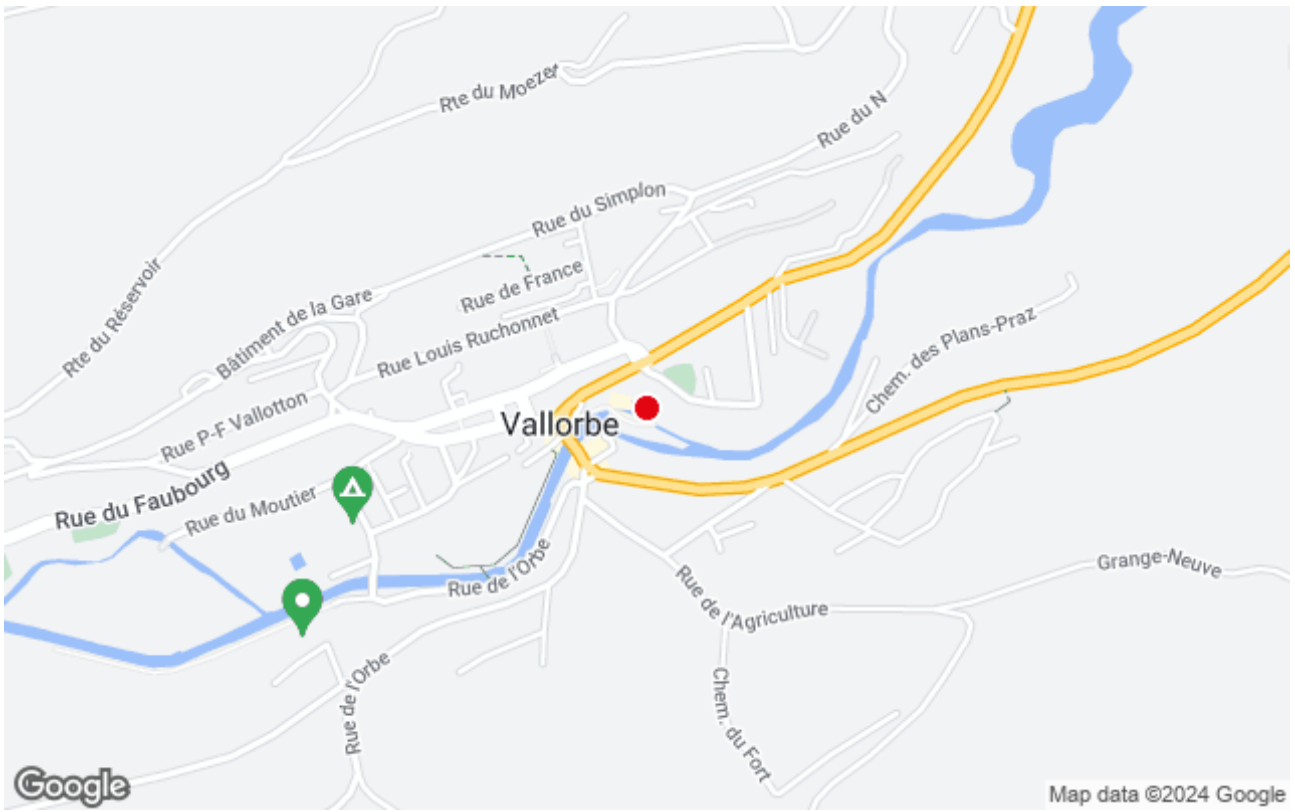 Rte du Moezer
Rue du N
Rue du Simplon
Rte du Réservoir
Rue de France
Bâtiment de la Gare
Rue Louis Ruchonnet
Chem. des Plans-Praz
Rue P-F Vallotton
Vallorbe
Rue du Faubourg
Rue du Moutier
Rue de l'Orbe
Grange-Neuve
Rue de l'Agriculture
Rue de l'Orbe
Chem. du Fort
Google
Map data ©2024 Google